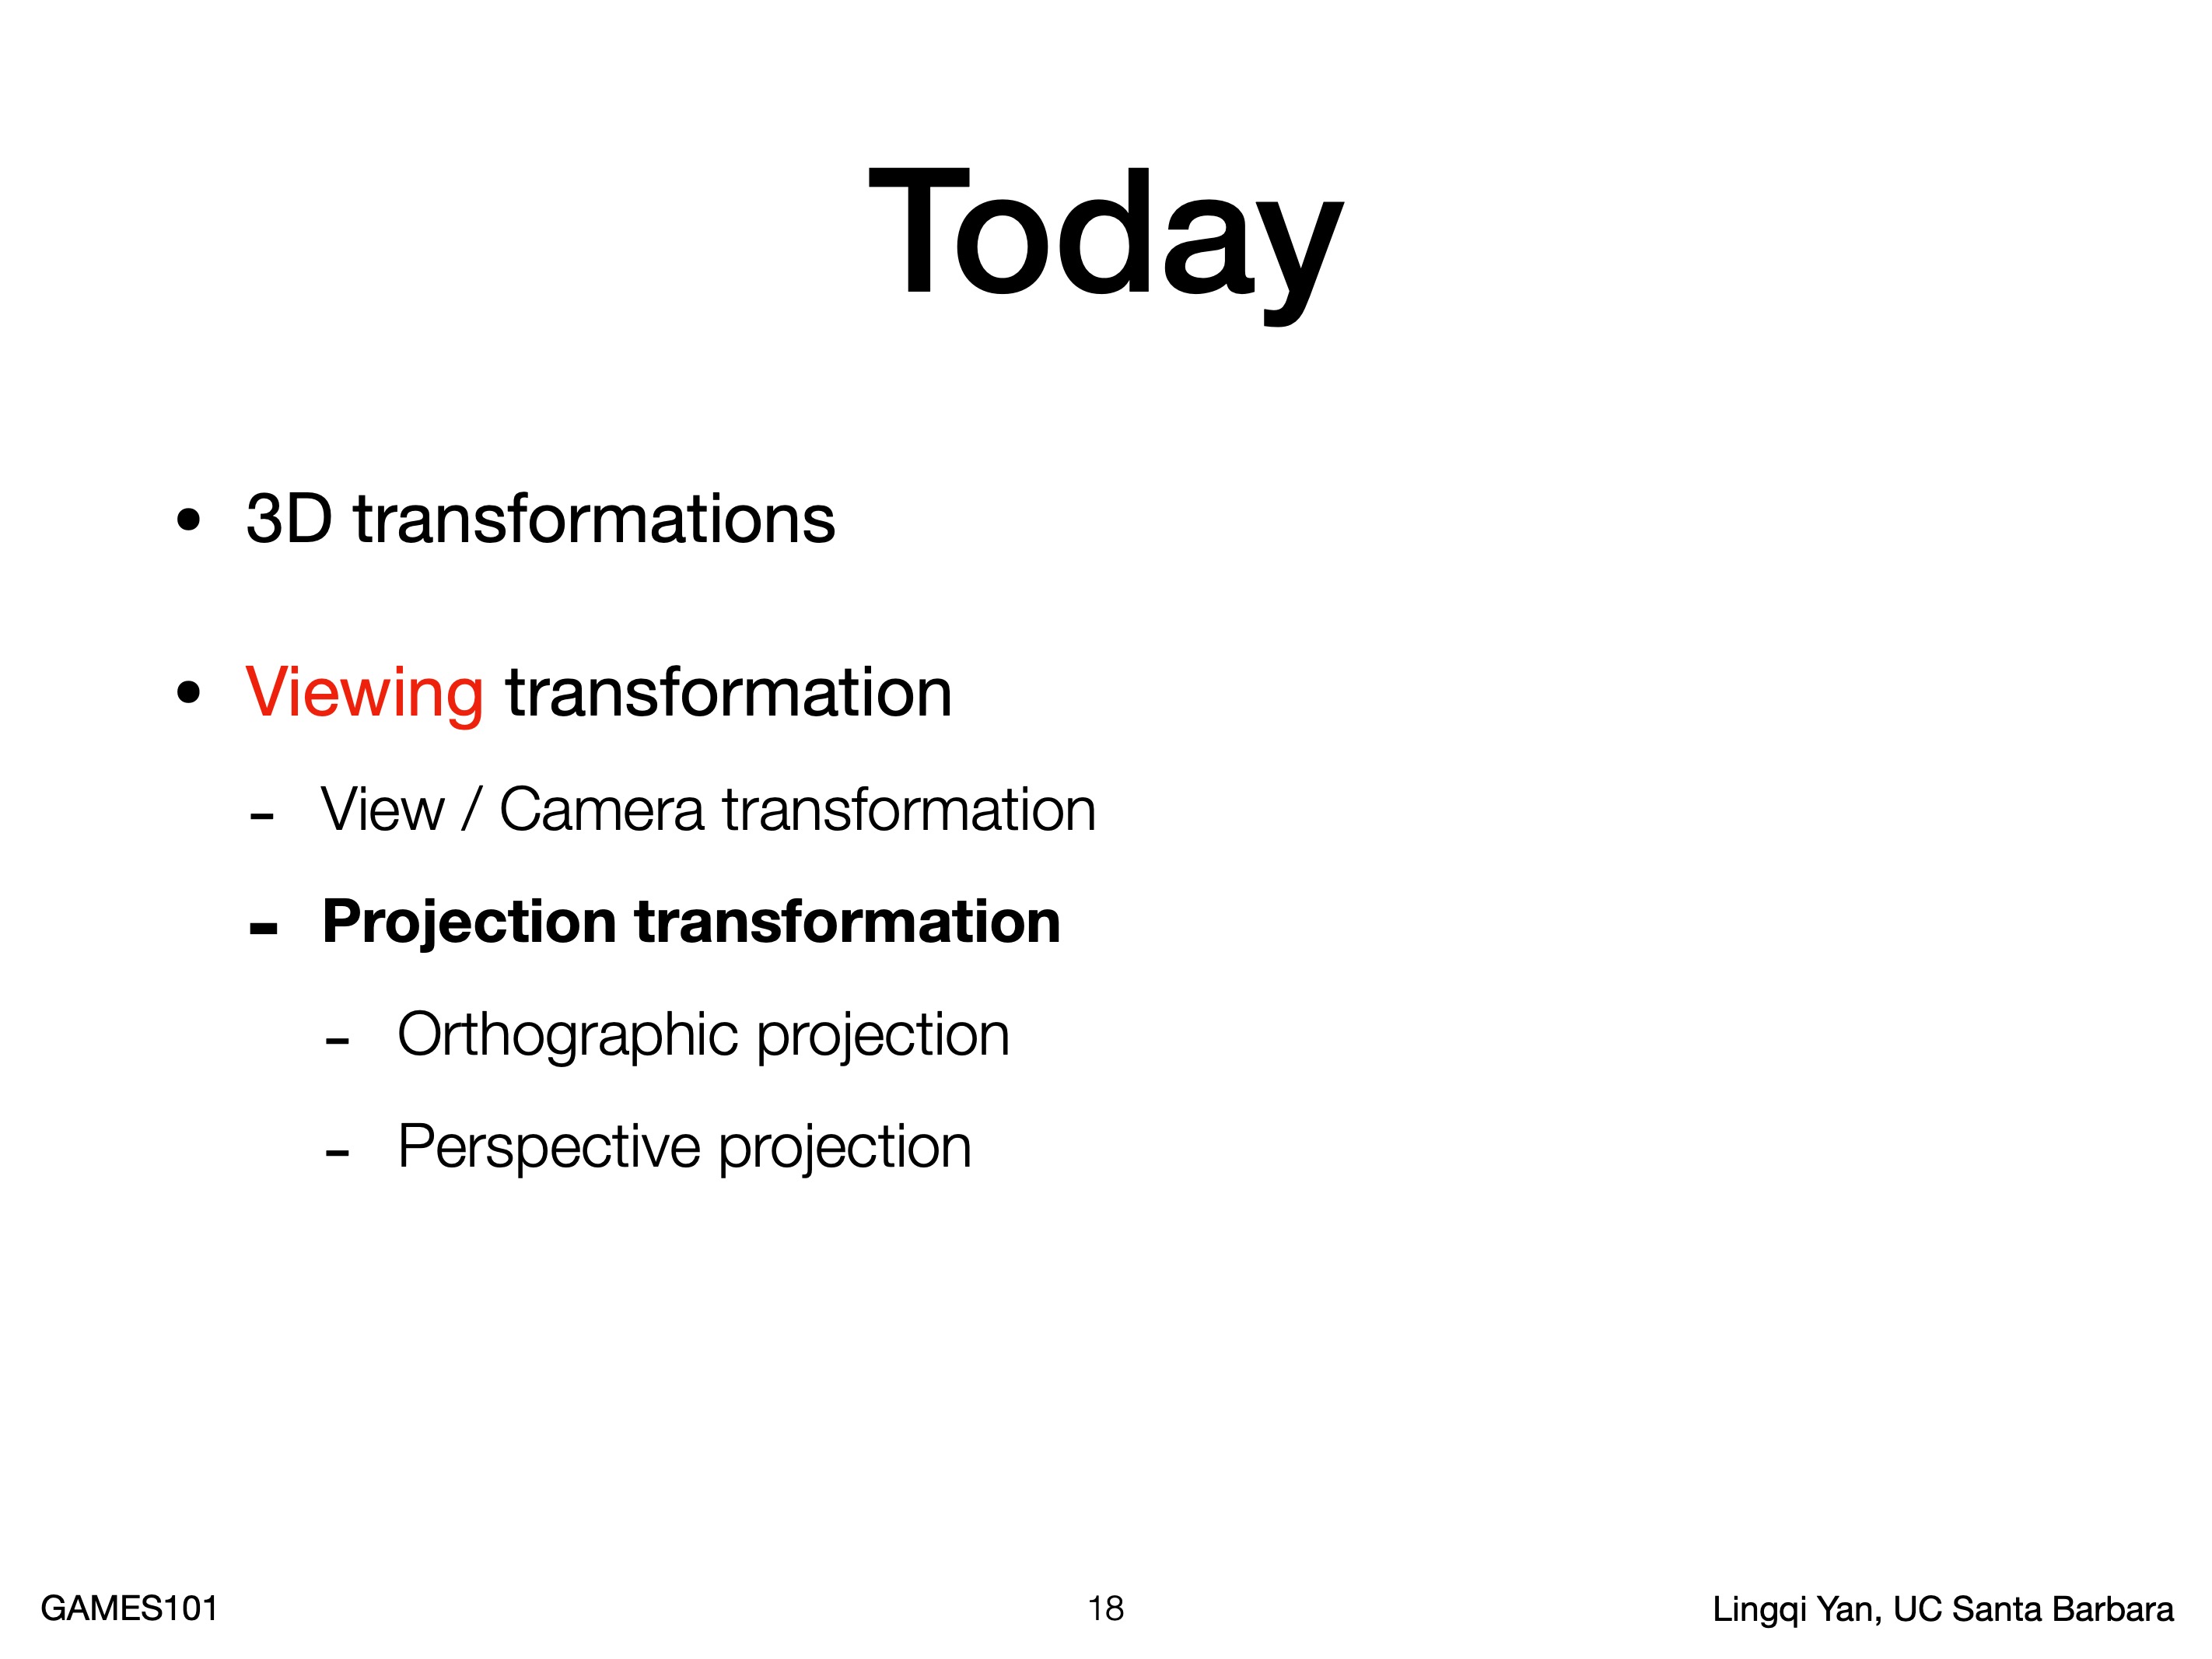 Today
• 3D transformations
• Viewing transformation
- View / Camera transformation
- Projection transformation
- Orthographic projection
- Perspective projection
GAMES101
18
Lingqi Yan, UC Santa Barbara